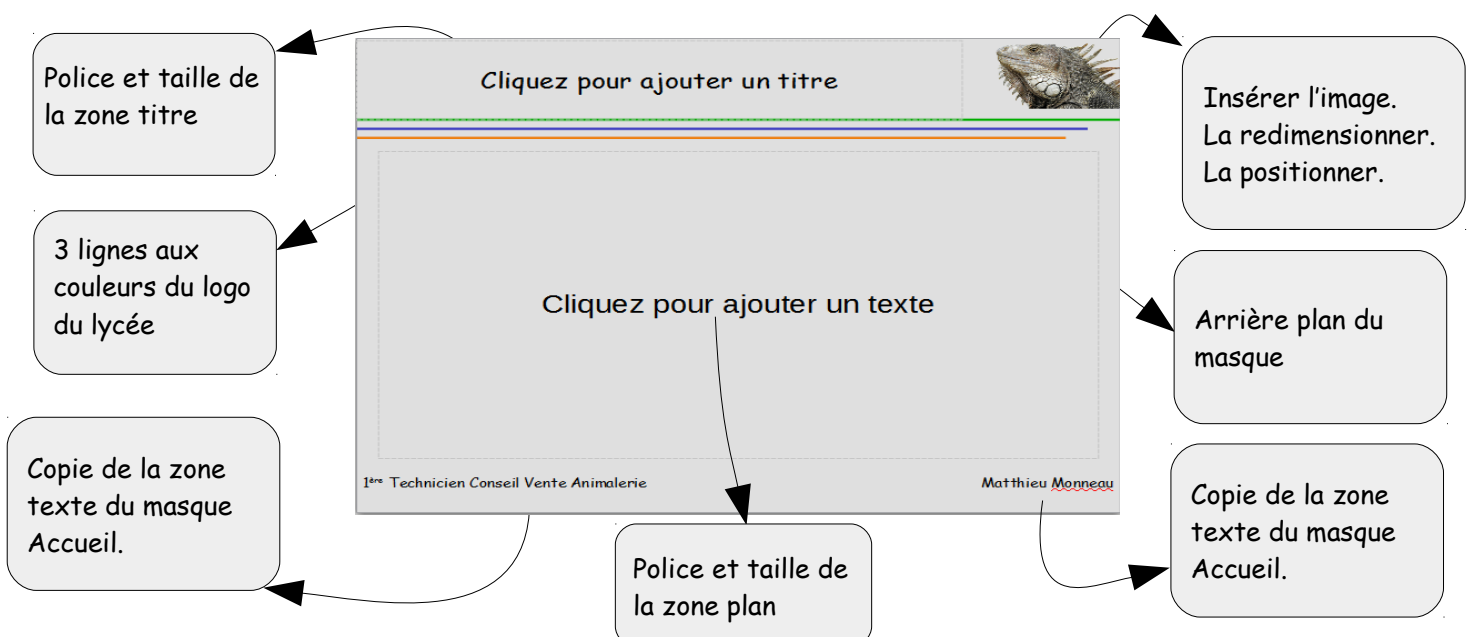 Police et taille de
la zone titre
Cliquez pour ajouter un titre
Insérer l'image.
La redimensionner.
La positionner.
3 lignes aux
couleurs du logo
du lycée
Cliquez pour ajouter un texte
Arrière plan du
masque
Copie de la zone
texte du masque
Accueil.
1ère Technicien Conseil Vente Animalerie
Matthieu Monneau
Police et taille de
la zone plan
Copie de la zone
texte du masque
Accueil.